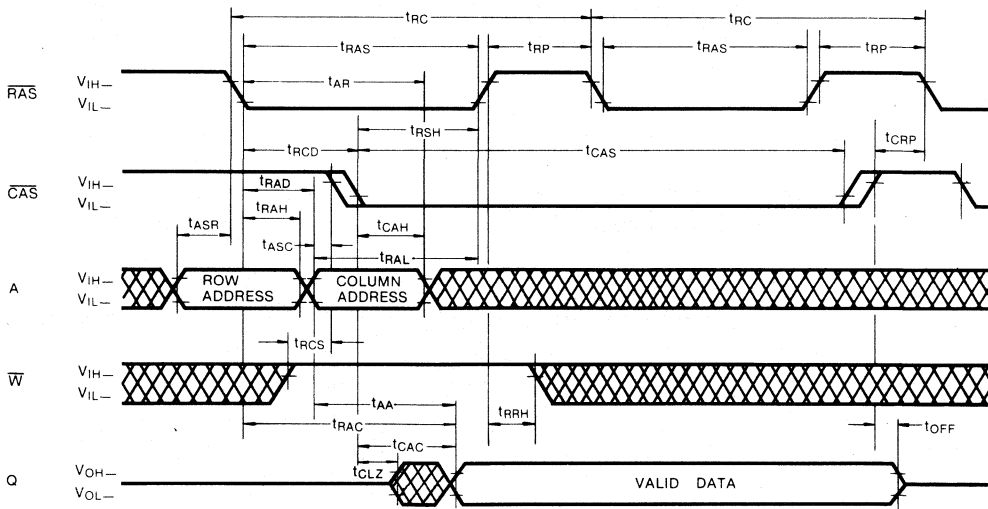 tRC tRC
tRAS tRP tRAS tRP
tAR
RAS VIH VIL
tRSH
tRCD tCAS tCRP
CAS VIH VIL
tRAD
tRAH
tASR tCAH
tASC
tRAL
A VIH VIL
ROW ADDRESS
COLUMN ADDRESS
tRCS
W VIH VIL
tAA
tRRH
tRAC
tOFF
tCAC
tCLZ
Q VOH VOL
VALID DATA